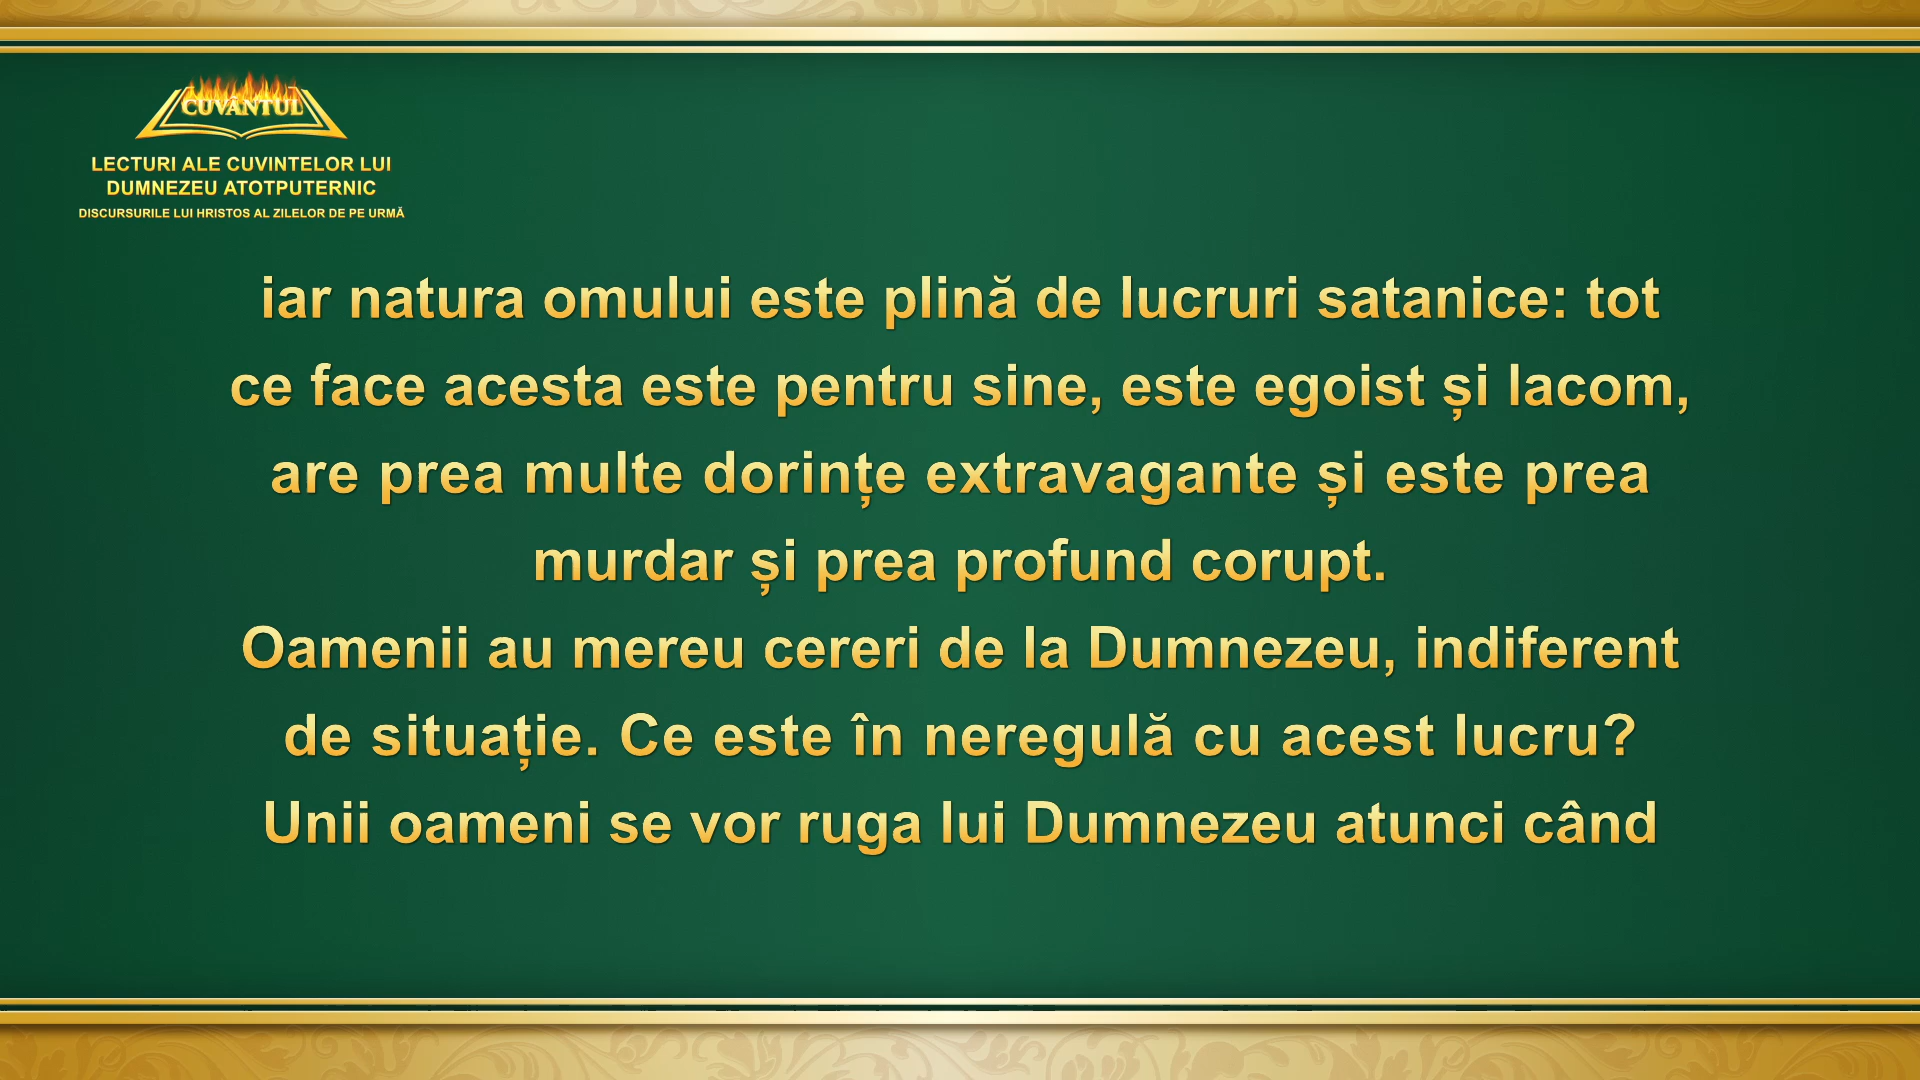 CUVÂNTUL
LECTURI ALE CUVINTELOR LUI
DUMNEZEU ATOTPUTERNIC
DISCURSURILE LUI HRISTOS AL ZILELOR DE PE URMĂ
iar natura omului este plină de lucruri satanice: tot
ce face acesta este pentru sine, este egoist și lacom,
are prea multe dorințe extravagante și este prea
murdar și prea profund corupt.
Oamenii au mereu cereri de la Dumnezeu, indiferent
de situație. Ce este în neregulă cu acest lucru?
Unii oameni se vor ruga lui Dumnezeu atunci când